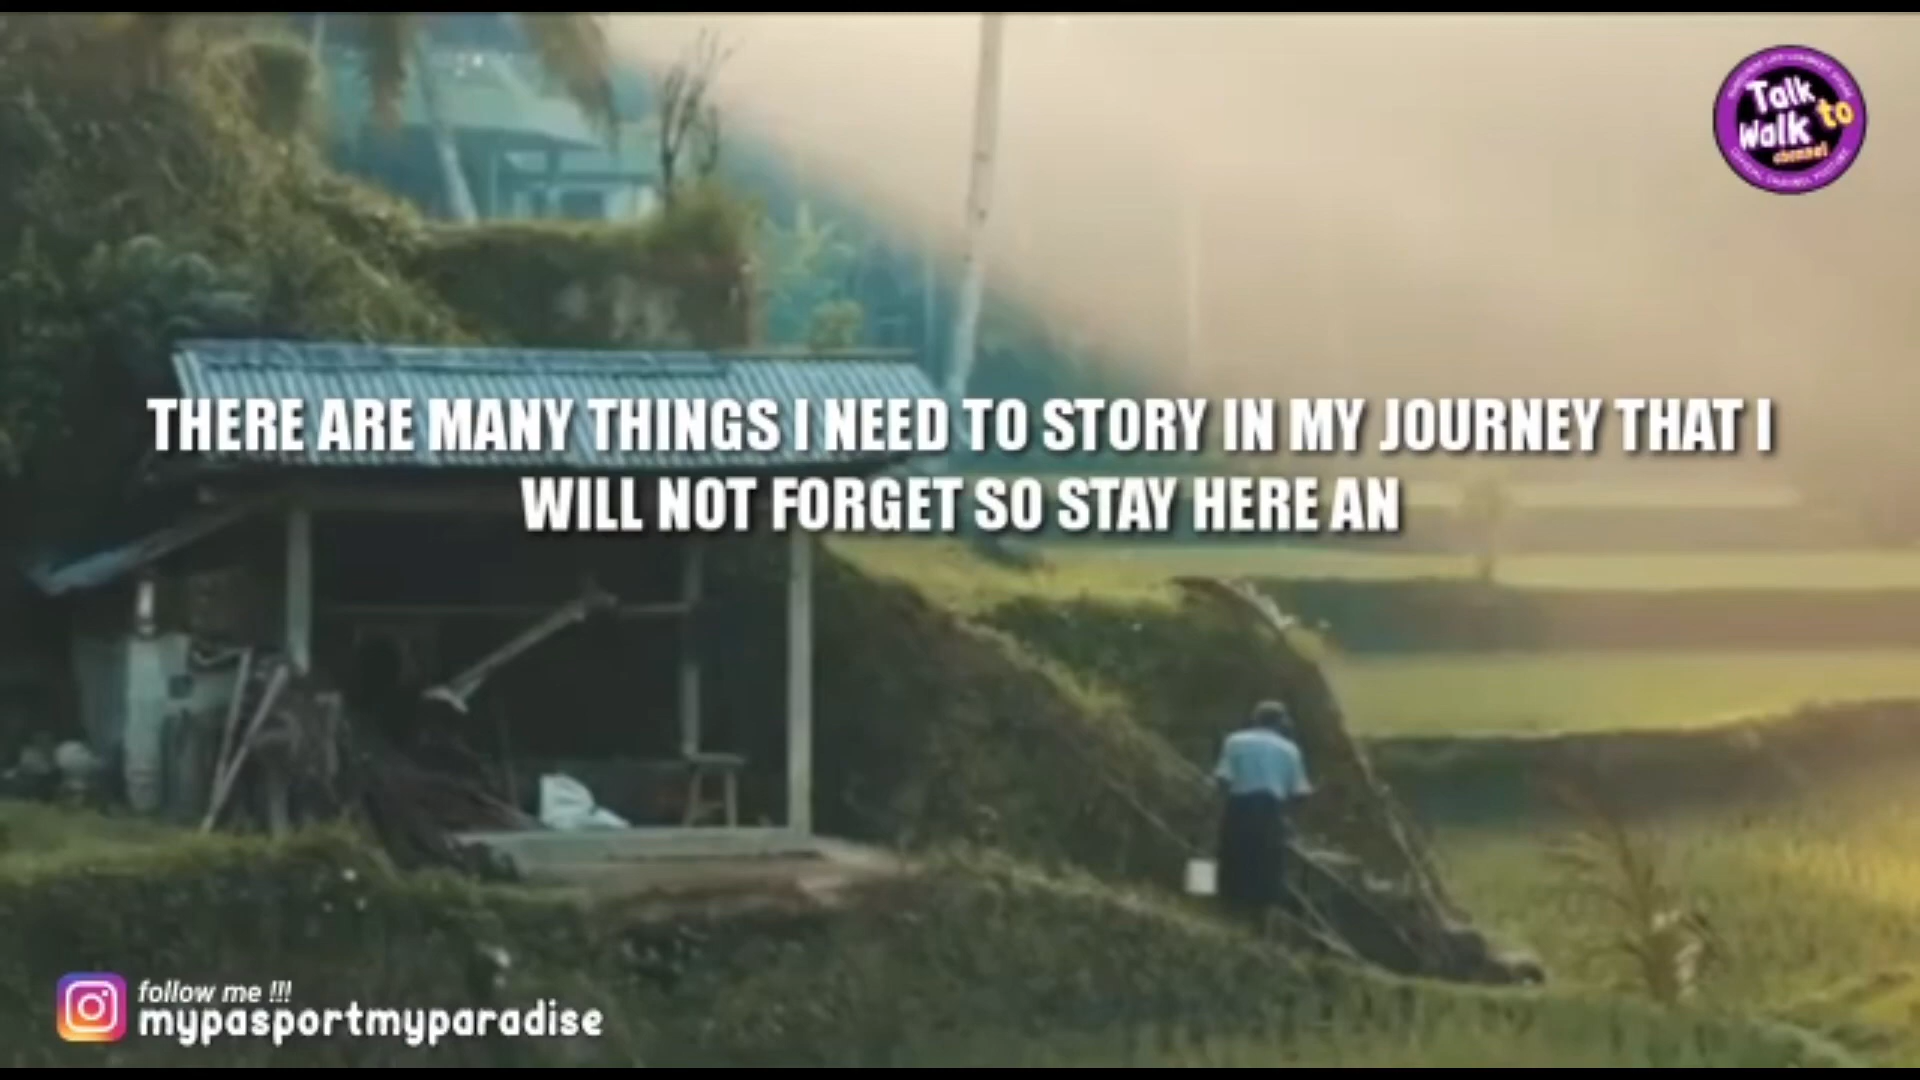 Talk
to
Walk
channel
THERE ARE MANY THINGS I NEED TO STORY IN MY JOURNEY THAT I
WILL NOT FORGET SO STAY HERE AN
follow me !!!
mypasportmyparadise